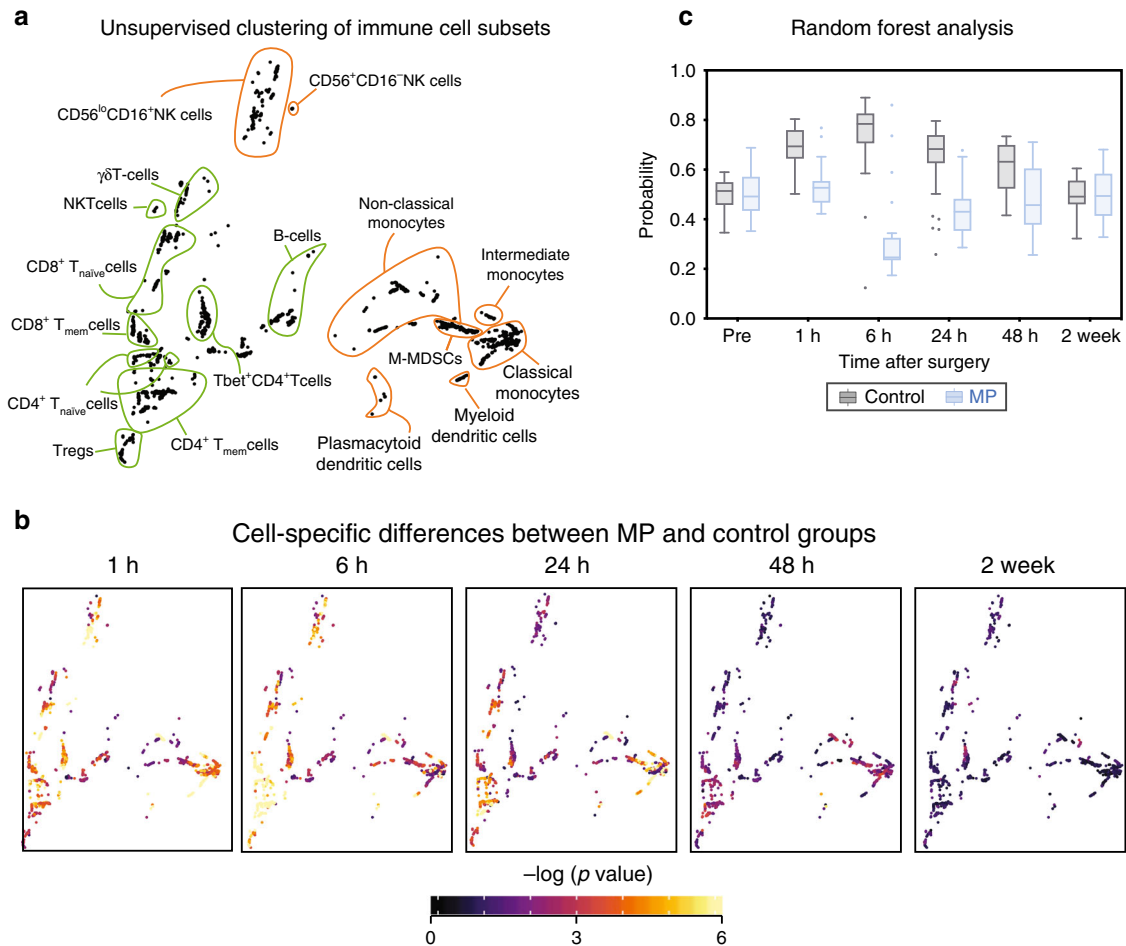 a
Unsupervised clustering of immune cell subsets
CD56⁺CD16⁻NK cells
CD56ˡᵒCD16⁺NK cells
γδT-cells
NKTcells
Non-classical
monocytes
B-cells
Intermediate
monocytes
CD8⁺ Tnaïvecells
CD8⁺ Tmemcells
M-MDSCs
Classical
monocytes
Tbet⁺CD4⁺Tcells
CD4⁺ Tnaïvecells
Myeloid
dendritic cells
Plasmacytoid
dendritic cells
Tregs
CD4⁺ Tmemcells
c
Random forest analysis
Probability
1.0
0.8
0.6
0.4
0.2
0.0
Pre 1 h 6 h 24 h 48 h 2 week
Time after surgery
Control MP
b
Cell-specific differences between MP and control groups
1 h 6 h 24 h 48 h 2 week
–log (p value)
0 3 6